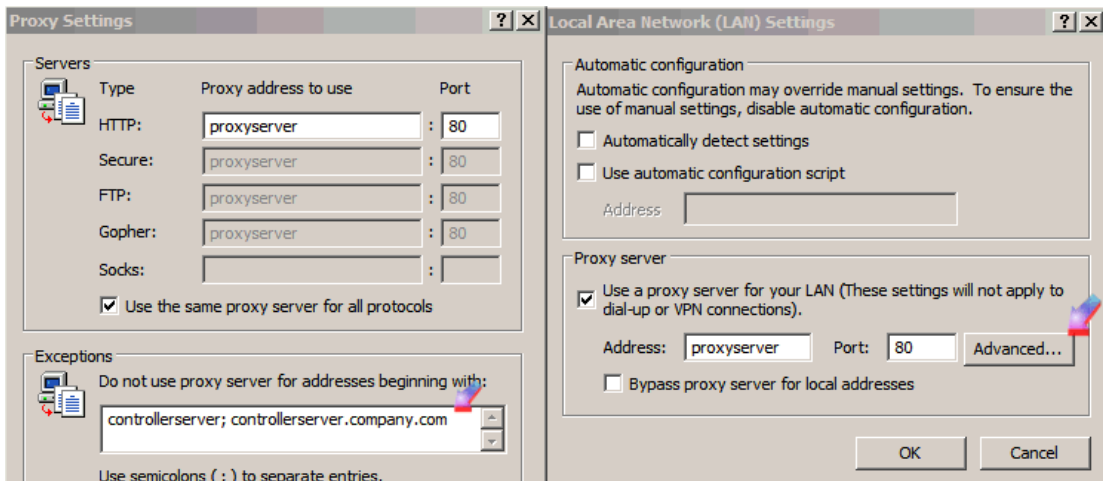 Proxy Settings
Servers
Type Proxy address to use Port
HTTP: proxyserver : 80
Secure: proxyserver : 80
FTP: proxyserver : 80
Gopher: proxyserver : 80
Socks: :
Use the same proxy server for all protocols
Exceptions
Do not use proxy server for addresses beginning with:
controllerserver; controllerserver.company.com
Use semicolons ( ; ) to separate entries.
Local Area Network (LAN) Settings
Automatic configuration
Automatic configuration may override manual settings. To ensure the
use of manual settings, disable automatic configuration.
Automatically detect settings
Use automatic configuration script
Address
Proxy server
Use a proxy server for your LAN (These settings will not apply to
dial-up or VPN connections).
Address: proxyserver Port: 80 Advanced...
Bypass proxy server for local addresses
OK Cancel